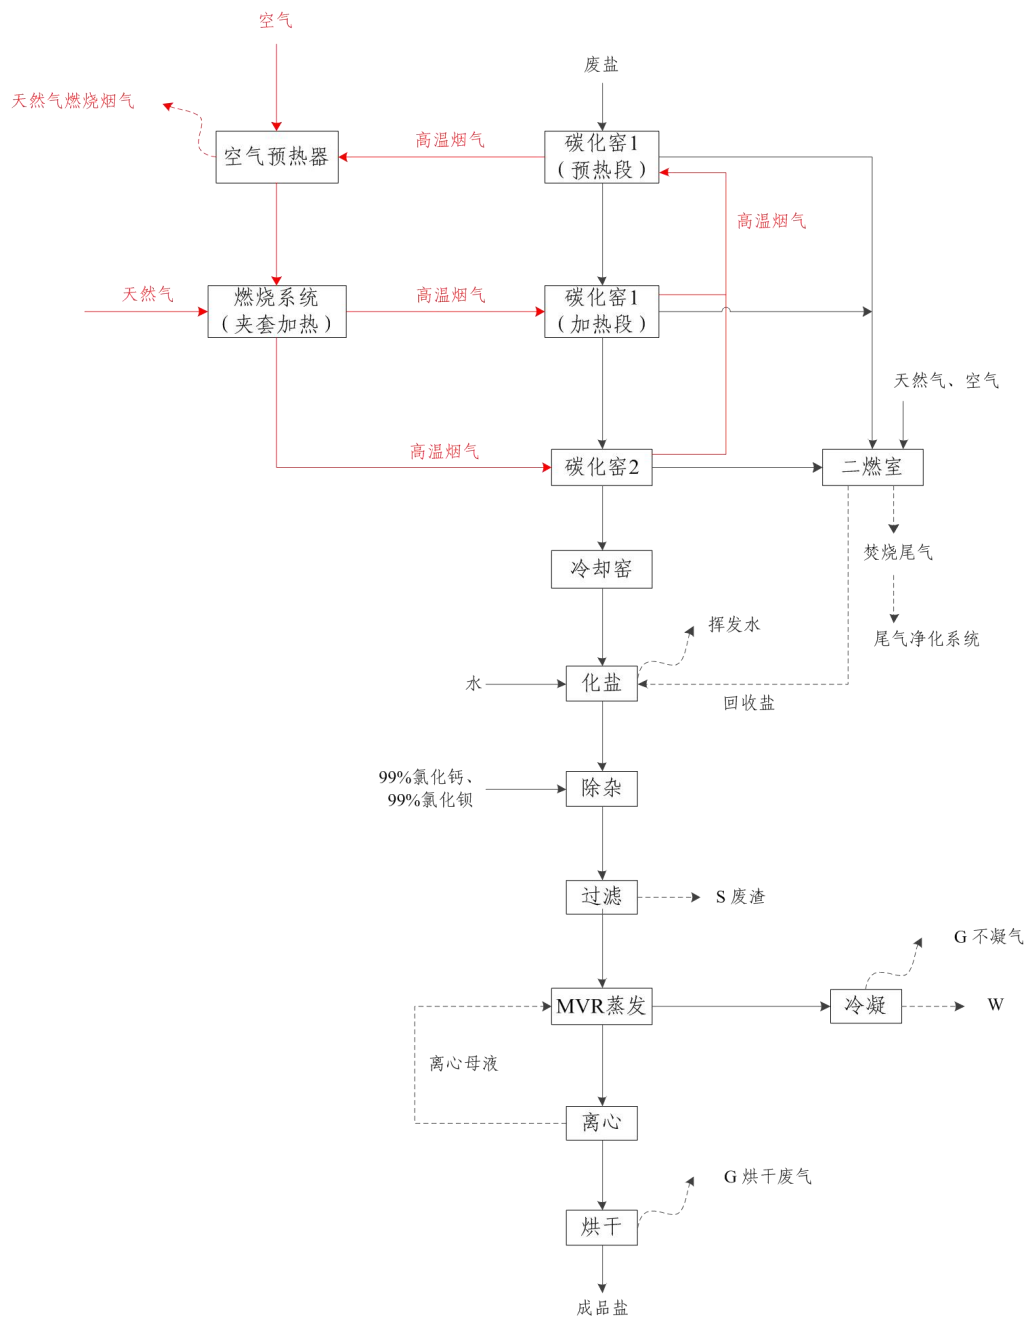 空气
废盐
天然气燃烧烟气
空气预热器
高温烟气
碳化窑1
（预热段）
高温烟气
天然气
燃烧系统
（夹套加热）
高温烟气
碳化窑1
（加热段）
天然气、空气
高温烟气
碳化窑2
二燃室
焚烧尾气
冷却窑
挥发水
尾气净化系统
水
化盐
回收盐
99%氯化钙、
99%氯化钡
除杂
过滤
S 废渣
G 不凝气
MVR蒸发
冷凝
W
离心母液
离心
G 烘干废气
烘干
成品盐